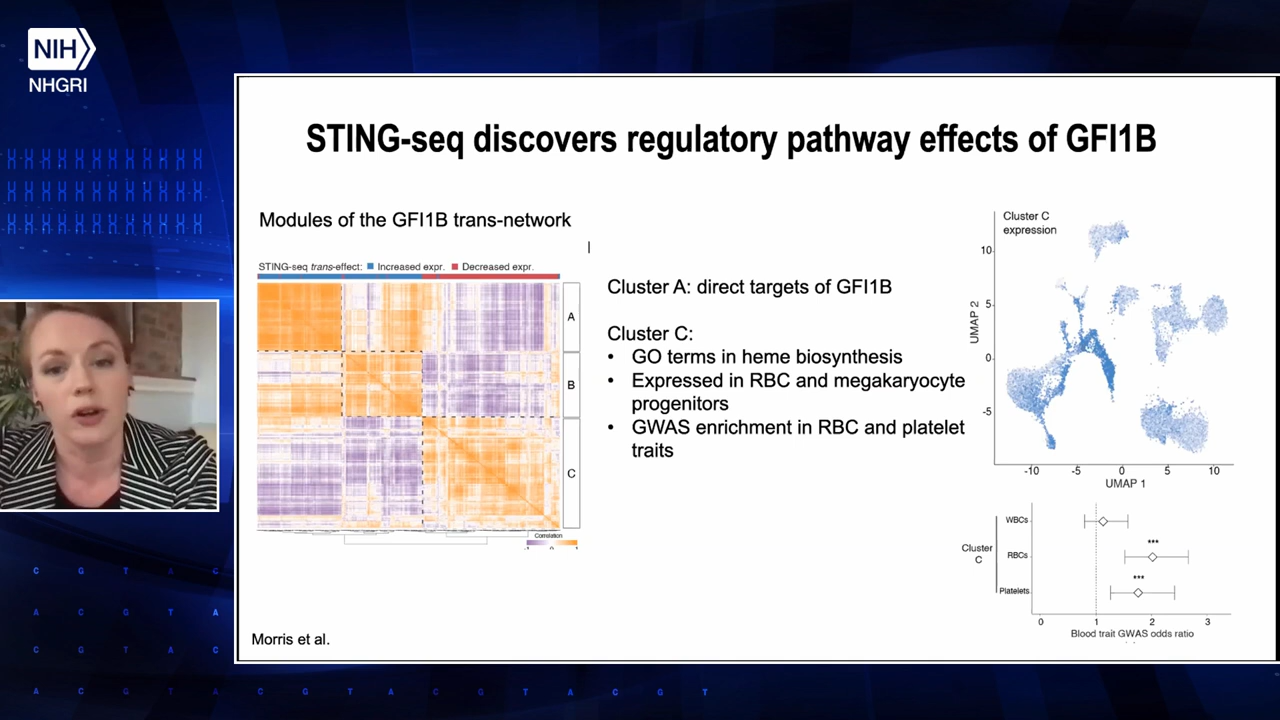 NIH
NHGRI
STING-seq discovers regulatory pathway effects of GFI1B
Modules of the GFI1B trans-network
STING-seq trans-effect: Increased expr. Decreased expr.
A
B
C
Correlation
-1 0 1
Cluster A: direct targets of GFI1B
Cluster C:
• GO terms in heme biosynthesis
• Expressed in RBC and megakaryocyte
progenitors
• GWAS enrichment in RBC and platelet
traits
Cluster C
expression
10
5
0
-5
UMAP 2
-10 -5 0 5 10
UMAP 1
Cluster
C
WBCs
RBCs
***
Platelets
***
0 1 2 3
Blood trait GWAS odds ratio
Morris et al.
C G T A C
A C G T A
C G T A C
A C G T A C G T A C G T A C G T